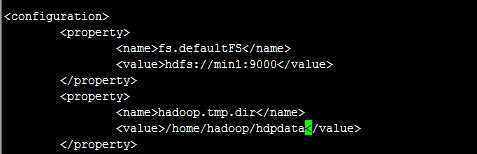 <configuration>
<property>
<name>fs.defaultFS</name>
<value>hdfs://min1:9000</value>
</property>
<property>
<name>hadoop.tmp.dir</name>
<value>/home/hadoop/hdpdata</value>
</property>